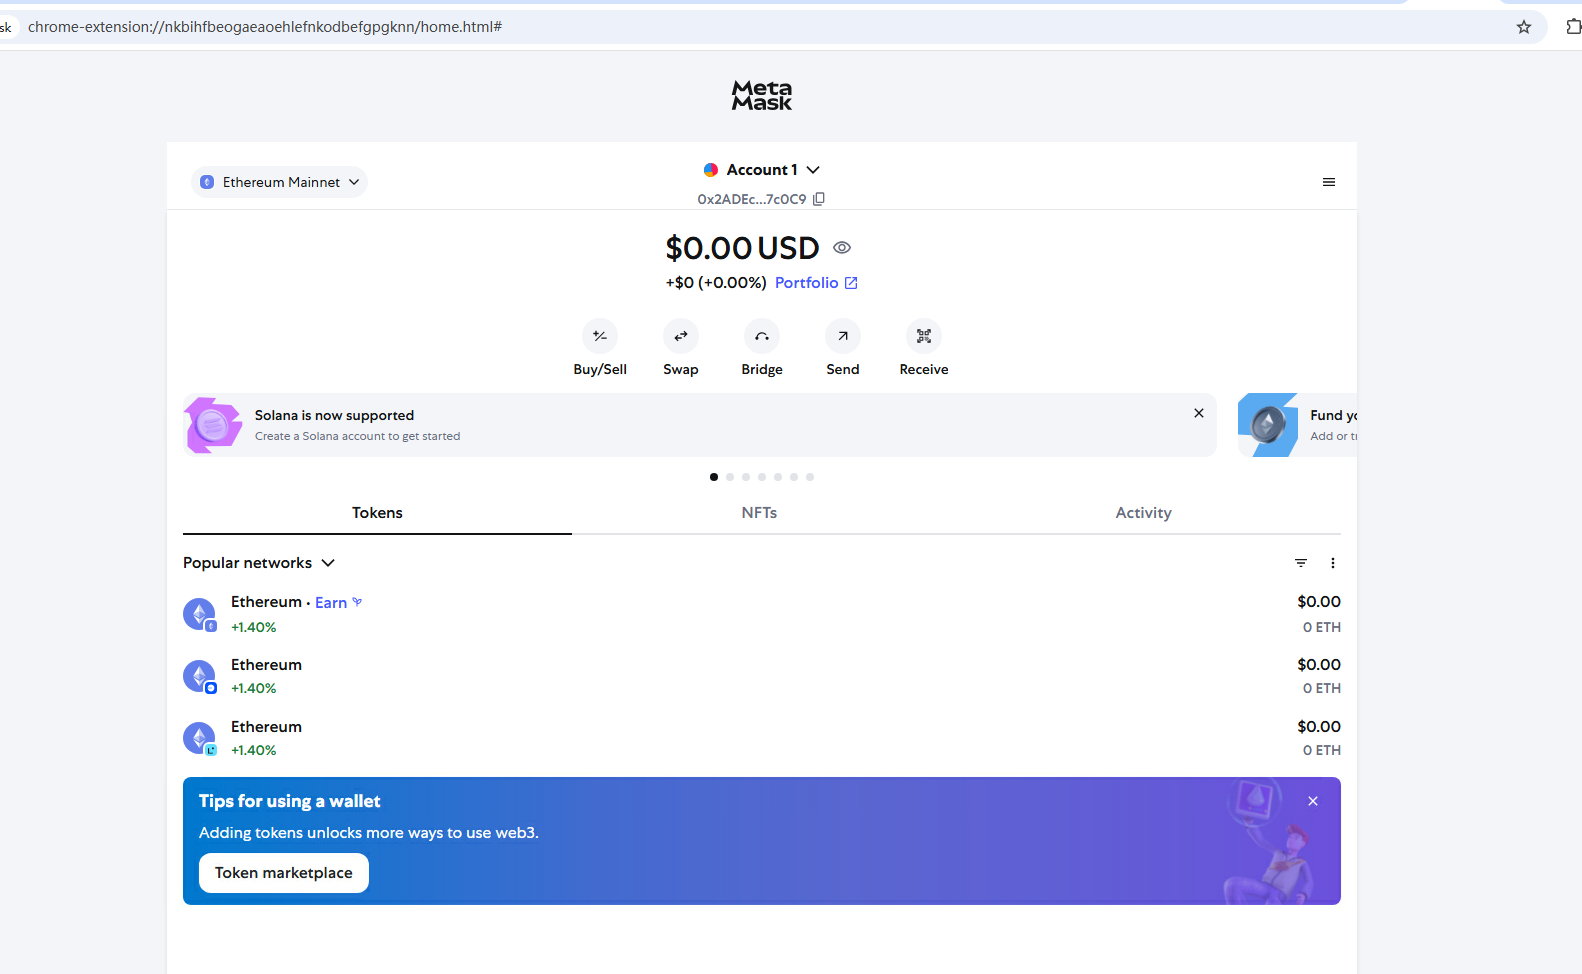 sk
chrome-extension://nkbihfbeogaeaoehlefnkodbefgpgknn/home.html#
Meta
Mask
Ethereum Mainnet
Account 1
0x2ADEc...7c0C9
$0.00 USD
+$0 (+0.00%) Portfolio
Buy/Sell Swap Bridge Send Receive
Solana is now supported
Create a Solana account to get started
Fund yo
Add or tr
Tokens NFTs Activity
Popular networks
Ethereum • Earn $0.00
+1.40% 0 ETH
Ethereum $0.00
+1.40% 0 ETH
Ethereum $0.00
+1.40% 0 ETH
Tips for using a wallet
Adding tokens unlocks more ways to use web3.
Token marketplace